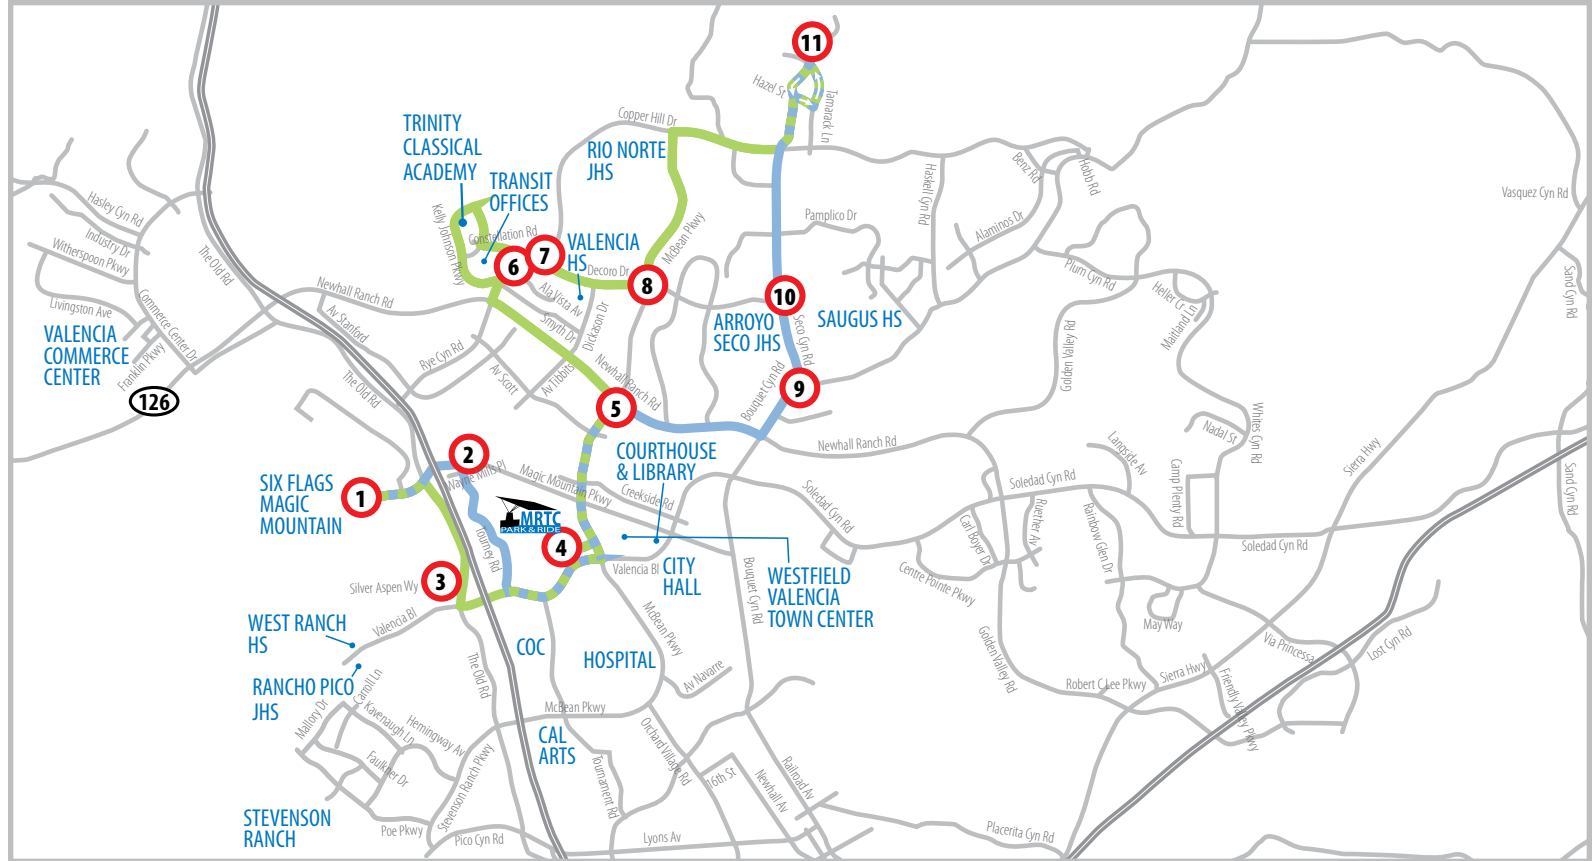 11
Hazel St
Tamarack Ln
Copper Hill Dr
TRINITY
CLASSICAL
ACADEMY
RIO NORTE
JHS
TRANSIT
OFFICES
Benz Rd
Hobb Rd
Haskell Cyn Rd
Vasquez Cyn Rd
Hasley Cyn Rd
Industry Dr
Witherspoon Pkwy
The Old Rd
Kelly Johnson Pkwy
Constellation Rd
McBean Pkwy
Pamplico Dr
Alaminos Dr
6
7
VALENCIA
HS
Decoro Dr
8
Plum Cyn Rd
Sand Cyn Rd
Livingston Ave
Commerce Center Dr
Newhall Ranch Rd
Av Stanford
Ala Vista Av
Smyth Dr
Dickason Dr
10
ARROYO
SECO JHS
Seco Cyn Rd
SAUGUS HS
Heller Cr
Maitland Ln
Golden Valley Rd
VALENCIA
COMMERCE
CENTER
Franklin Pkwy
126
The Old Rd
Rye Cyn Rd
Av Scott
Av Tibbits
Newhall Ranch Rd
5
Bouquet Cyn Rd
9
Newhall Ranch Rd
Whites Cyn Rd
Nadal St
Langside Av
Camp Plenty Rd
Sierra Hwy
Sand Cyn Rd
2
Wayne Mills Pl
Magic Mountain Pkwy
Creekside Rd
COURTHOUSE
& LIBRARY
SIX FLAGS
MAGIC
MOUNTAIN
1
MRTC
PARK & RIDE
4
Tourney Rd
Soledad Cyn Rd
Soledad Cyn Rd
Soledad Cyn Rd
Carl Boyer Dr
Ruether Av
Rainbow Glen Dr
Centre Pointe Pkwy
3
Silver Aspen Wy
Valencia Bl
Valencia Bl
CITY
HALL
Bouquet Cyn Rd
WESTFIELD
VALENCIA
TOWN CENTER
WEST RANCH
HS
RANCHO PICO
JHS
COC
HOSPITAL
McBean Pkwy
Av Navarre
May Way
Via Princessa
Lost Cyn Rd
Golden Valley Rd
Robert C Lee Pkwy
Sierra Hwy
Friendly Valley Pkwy
The Old Rd
Mallory Dr
Carroll Ln
Kavenaugh Ln
Hemingway Av
Faulkner Dr
Stevenson Ranch Pkwy
McBean Pkwy
CAL
ARTS
Tournament Rd
Orchard Village Rd
16th St
Newhall Av
Railroad Av
STEVENSON
RANCH
Poe Pkwy
Pico Cyn Rd
Lyons Av
Placerita Cyn Rd